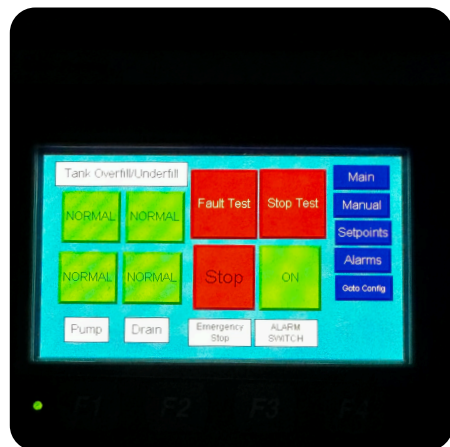 Tank Overfill/Underfill
NORMAL NORMAL
NORMAL NORMAL
Pump Drain
Fault Test Stop Test
Stop ON
Emergency
Stop
ALARM
SWITCH
Main
Manual
Setpoints
Alarms
Goto Config
F1 F2 F3 F4